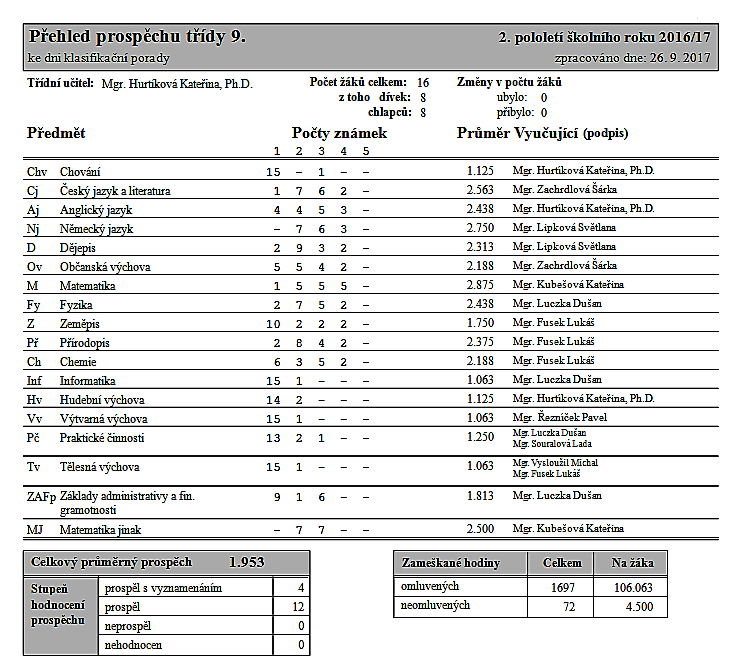 Přehled prospěchu třídy 9. 2. pololetí školního roku 2016/17
ke dni klasifikační porady zpracováno dne: 26. 9. 2017
Třídní učitel: Mgr. Hurtíková Kateřina, Ph.D. Počet žáků celkem: 16 Změny v počtu žáků
z toho dívek: 8 ubylo: 0
chlapců: 8 přibylo: 0
Předmět Počty známek Průměr Vyučující (podpis)
1 2 3 4 5
Chv Chování 15 – 1 – – 1.125 Mgr. Hurtíková Kateřina, Ph.D.
Cj Český jazyk a literatura 1 7 6 2 – 2.563 Mgr. Zachrdlová Šárka
Aj Anglický jazyk 4 4 5 3 – 2.438 Mgr. Hurtíková Kateřina, Ph.D.
Nj Německý jazyk – 7 6 3 – 2.750 Mgr. Lipková Světlana
D Dějepis 2 9 3 2 – 2.313 Mgr. Lipková Světlana
Ov Občanská výchova 5 5 4 2 – 2.188 Mgr. Zachrdlová Šárka
M Matematika 1 5 5 5 – 2.875 Mgr. Kubešová Kateřina
Fy Fyzika 2 7 5 2 – 2.438 Mgr. Luczka Dušan
Z Zeměpis 10 2 2 2 – 1.750 Mgr. Fusek Lukáš
Př Přírodopis 2 8 4 2 – 2.375 Mgr. Fusek Lukáš
Ch Chemie 6 3 5 2 – 2.188 Mgr. Fusek Lukáš
Inf Informatika 15 1 – – – 1.063 Mgr. Luczka Dušan
Hv Hudební výchova 14 2 – – – 1.125 Mgr. Hurtíková Kateřina, Ph.D.
Vv Výtvarná výchova 15 1 – – – 1.063 Mgr. Řezníček Pavel
Pč Praktické činnosti 13 2 1 – – 1.250 Mgr. Luczka Dušan
Mgr. Souralová Lada
Tv Tělesná výchova 15 1 – – – 1.063 Mgr. Vysloužil Michal
Mgr. Fusek Lukáš
ZAFp Základy administrativy a fin. 9 1 6 – – 1.813 Mgr. Luczka Dušan
gramotnosti
MJ Matematika jinak – 7 7 – – 2.500 Mgr. Kubešová Kateřina
Celkový průměrný prospěch 1.953 Zameškané hodiny Celkem Na žáka
Stupeň hodnocení prospěchu
prospěl s vyznamenáním 4 omluvených 1697 106.063
prospěl 12 neomluvených 72 4.500
neprospěl 0
nehodnocen 0